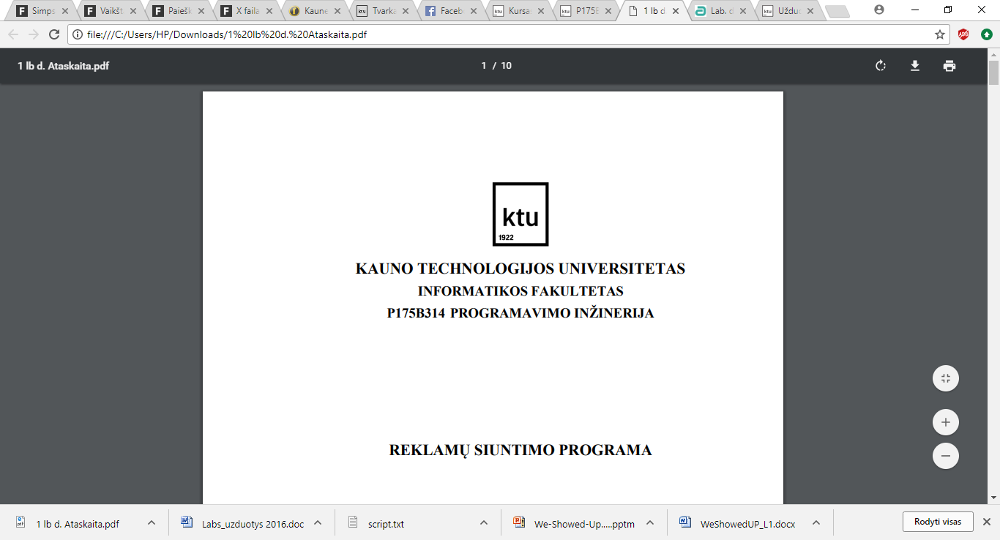 Simps
Vaikšt
Paiešk
X faila
Kaune
Tvarka
Faceb
Kursa
P175B
1 lb d
Lab. d
Užduo
file:///C:/Users/HP/Downloads/1%20lb%20d.%20Ataskaita.pdf
1 lb d. Ataskaita.pdf
1 / 10
ktu
1922
KAUNO TECHNOLOGIJOS UNIVERSITETAS
INFORMATIKOS FAKULTETAS
P175B314 PROGRAMAVIMO INŽINERIJA
REKLAMŲ SIUNTIMO PROGRAMA
1 lb d. Ataskaita.pdf
Labs_uzduotys 2016.doc
script.txt
We-Showed-Up.....pptm
WeShowedUP_L1.docx
Rodyti visas